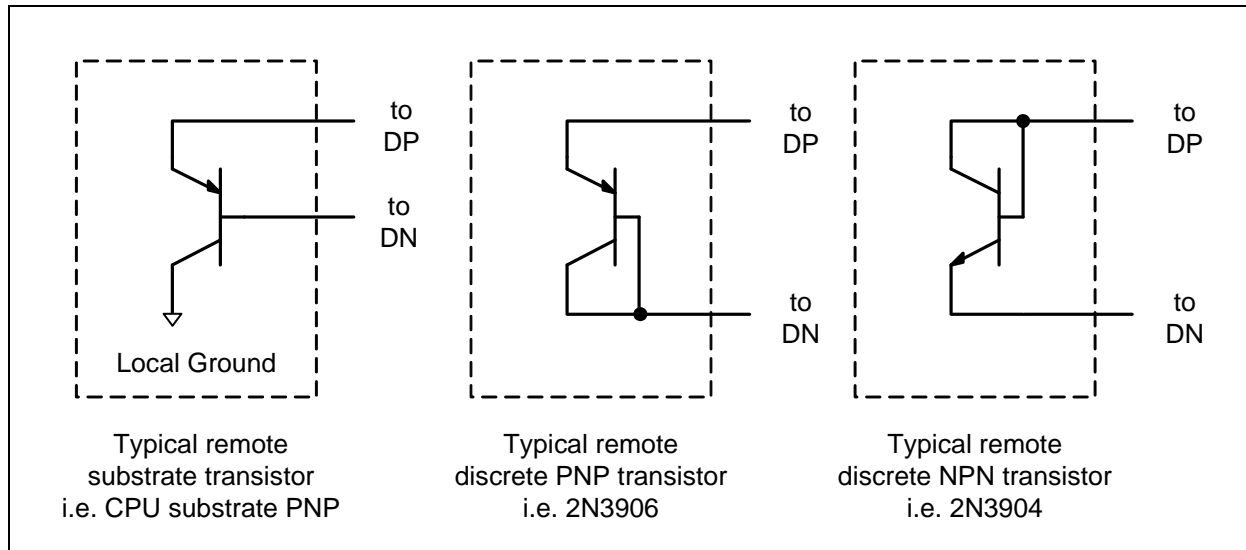 to
DP
to
DN
Local Ground
Typical remote
substrate transistor
i.e. CPU substrate PNP
to
DP
to
DN
Typical remote
discrete PNP transistor
i.e. 2N3906
to
DP
to
DN
Typical remote
discrete NPN transistor
i.e. 2N3904